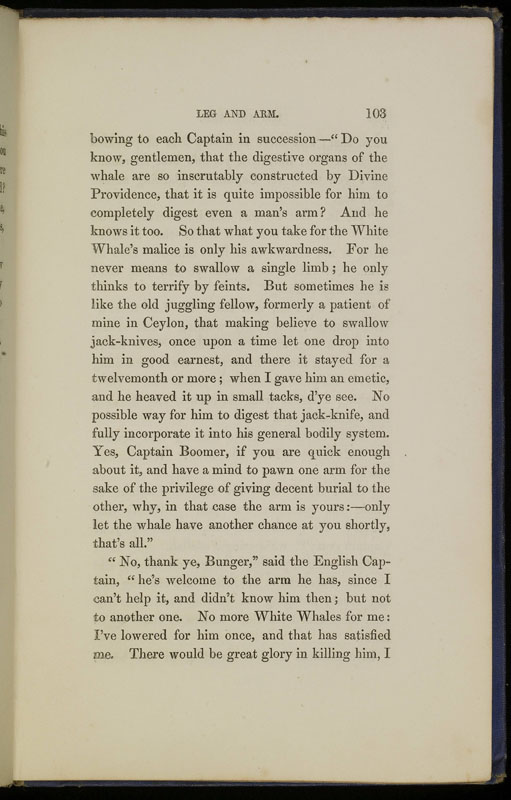 LEG AND ARM. 103
bowing to each Captain in succession—“ Do you
know, gentlemen, that the digestive organs of the
whale are so inscrutably constructed by Divine
Providence, that it is quite impossible for him to
completely digest even a man’s arm? And he
knows it too. So that what you take for the White
Whale’s malice is only his awkwardness. For he
never means to swallow a single limb; he only
thinks to terrify by feints. But sometimes he is
like the old juggling fellow, formerly a patient of
mine in Ceylon, that making believe to swallow
jack-knives, once upon a time let one drop into
him in good earnest, and there it stayed for a
twelvemonth or more; when I gave him an emetic,
and he heaved it up in small tacks, d’ye see. No
possible way for him to digest that jack-knife, and
fully incorporate it into his general bodily system.
Yes, Captain Boomer, if you are quick enough
about it, and have a mind to pawn one arm for the
sake of the privilege of giving decent burial to the
other, why, in that case the arm is yours:—only
let the whale have another chance at you shortly,
that’s all.”
“ No, thank ye, Bunger,” said the English Cap-
tain, “ he’s welcome to the arm he has, since I
can’t help it, and didn’t know him then; but not
to another one. No more White Whales for me:
I’ve lowered for him once, and that has satisfied
me. There would be great glory in killing him, I